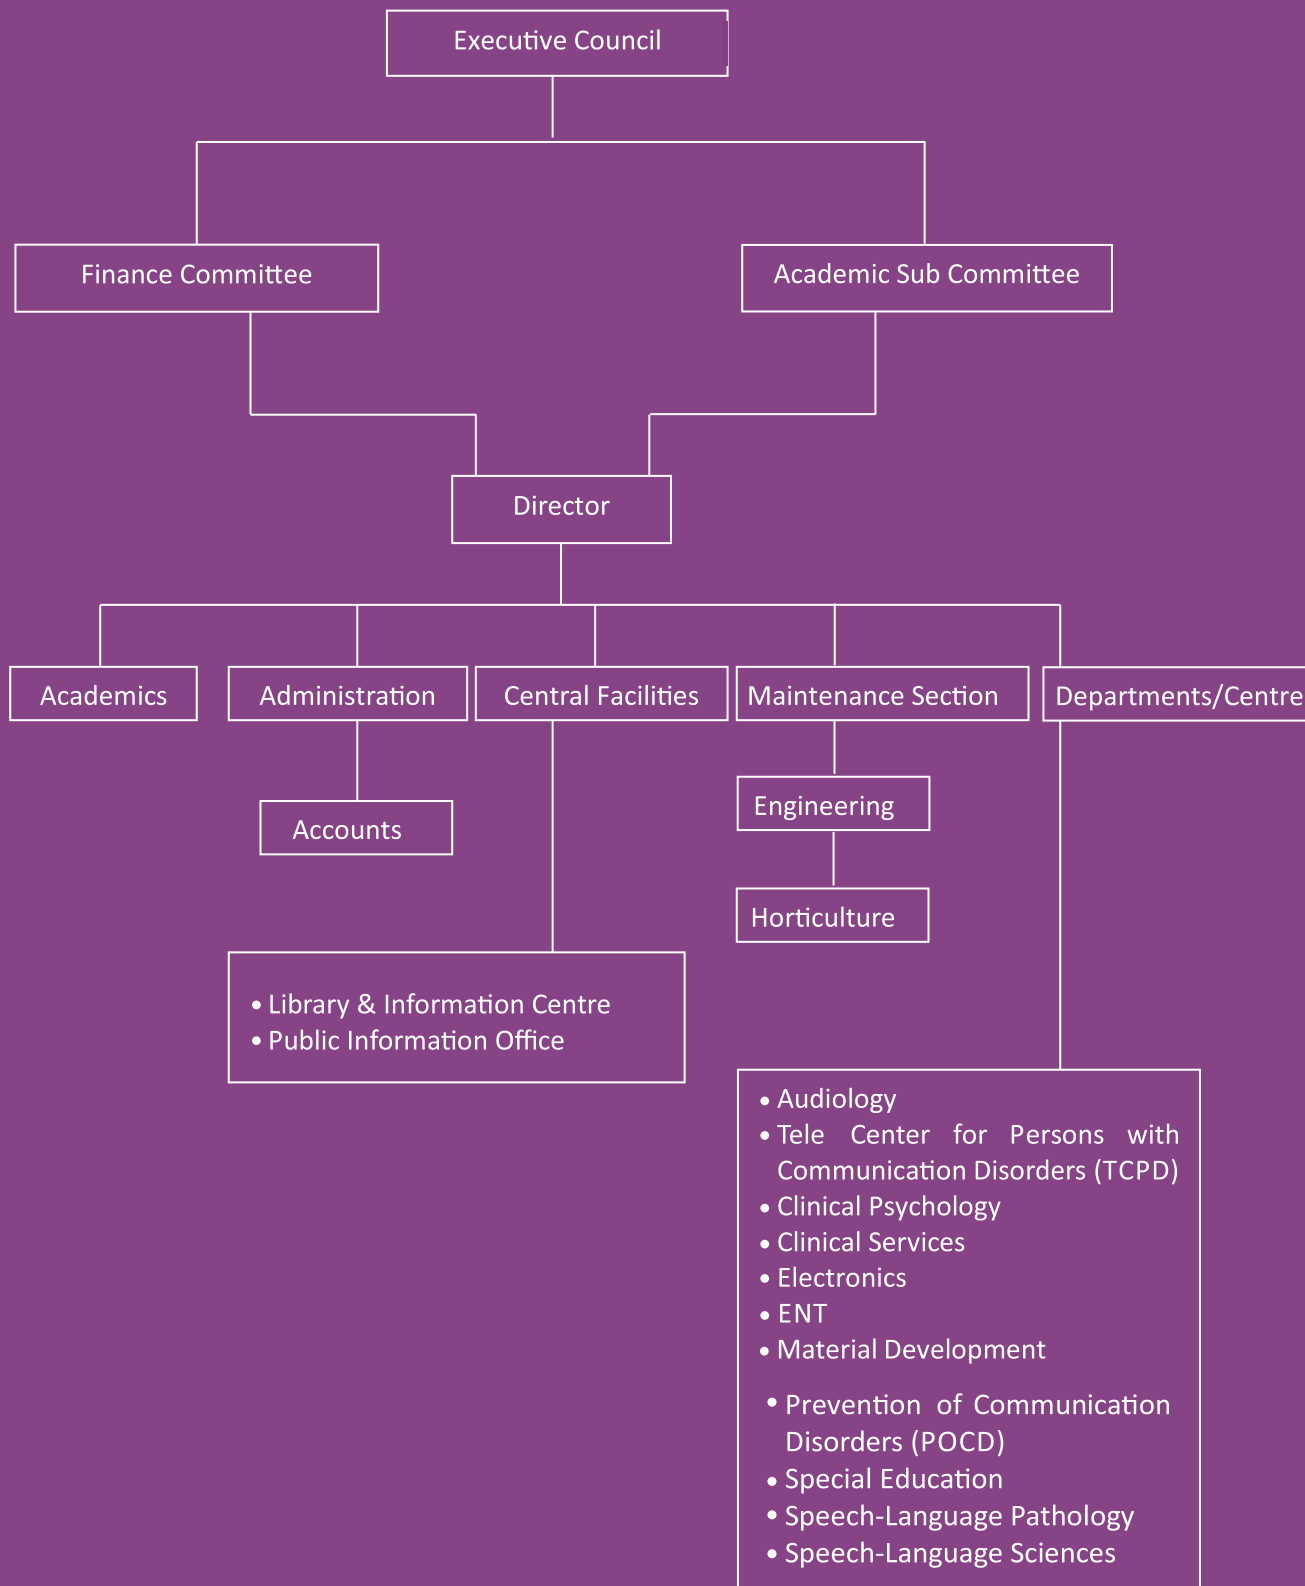 Executive Council
Finance Committee
Academic Sub Committee
Director
Academics
Administration
Central Facilities
Maintenance Section
Departments/Centre
Engineering
Accounts
Horticulture
• Library & Information Centre
• Public Information Office
• Audiology
• Tele Center for Persons with
Communication Disorders (TCPD)
• Clinical Psychology
• Clinical Services
• Electronics
• ENT
• Material Development
• Prevention of Communication
Disorders (POCD)
• Special Education
• Speech-Language Pathology
• Speech-Language Sciences